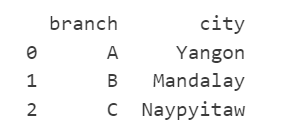 branch city
0 A Yangon
1 B Mandalay
2 C Naypyitaw